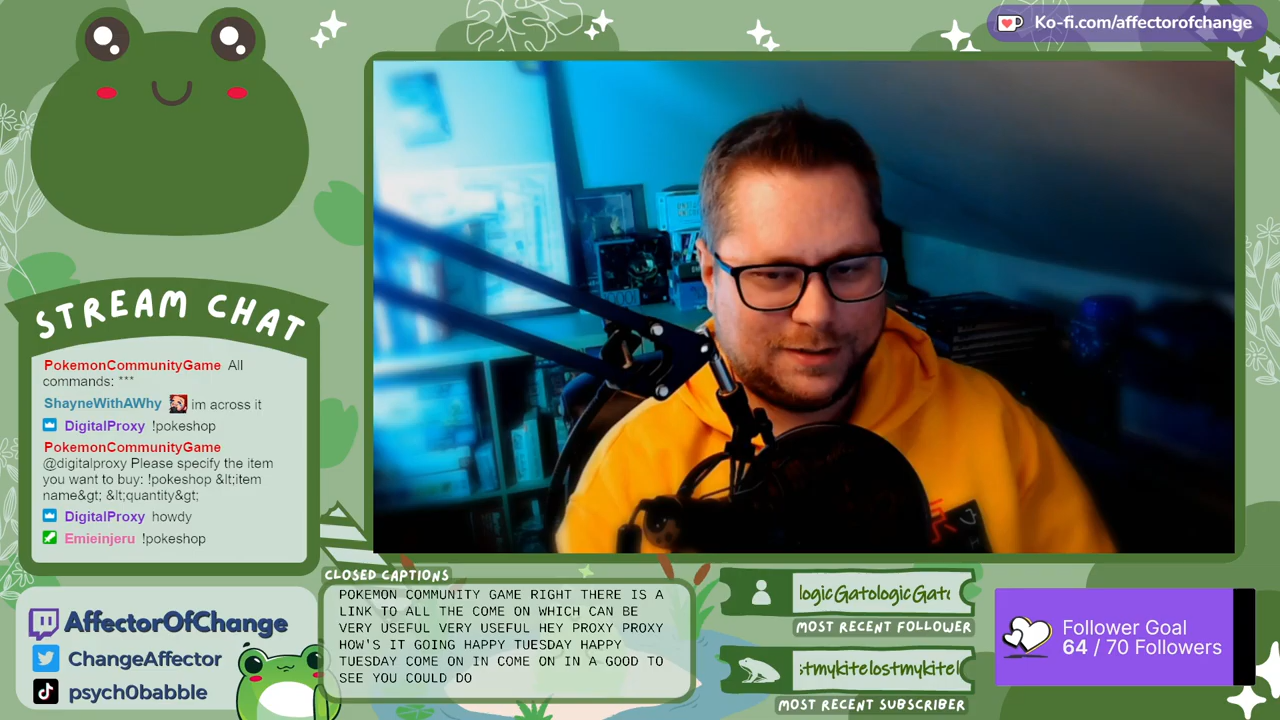 Ko-fi.com/affectorofchange
STREAM CHAT
PokemonCommunityGame All
commands: ***
ShayneWithAWhy im across it
DigitalProxy !pokeshop
PokemonCommunityGame
@digitalproxy Please specify the item
you want to buy: !pokeshop &lt;item
name&gt; &lt;quantity&gt;
DigitalProxy howdy
Emieinjeru !pokeshop
AffectorOfChange
ChangeAffector
psych0babble
CLOSED CAPTIONS
POKEMON COMMUNITY GAME RIGHT THERE IS A
LINK TO ALL THE COME ON WHICH CAN BE
VERY USEFUL VERY USEFUL HEY PROXY PROXY
HOW'S IT GOING HAPPY TUESDAY HAPPY
TUESDAY COME ON IN COME ON IN A GOOD TO
SEE YOU COULD DO
logicGatologicGato
MOST RECENT FOLLOWER
stmykitelostmykitel
MOST RECENT SUBSCRIBER
Follower Goal
64 / 70 Followers